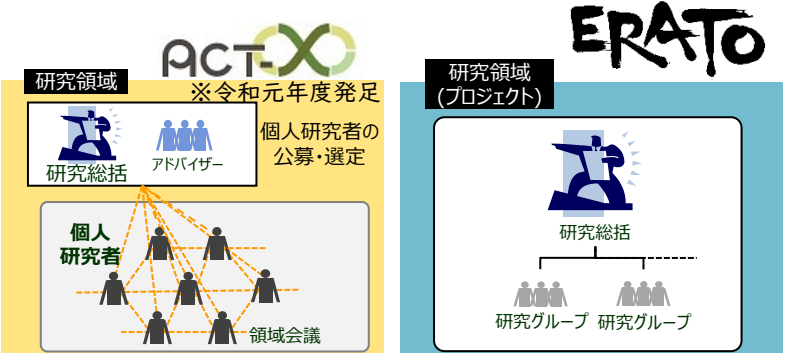 ACT-X
研究領域
※令和元年度発足
研究総括
アドバイザー
個人研究者の
公募・選定
個人
研究者
領域会議
ERATO
研究領域
(プロジェクト)
研究総括
研究グループ
研究グループ